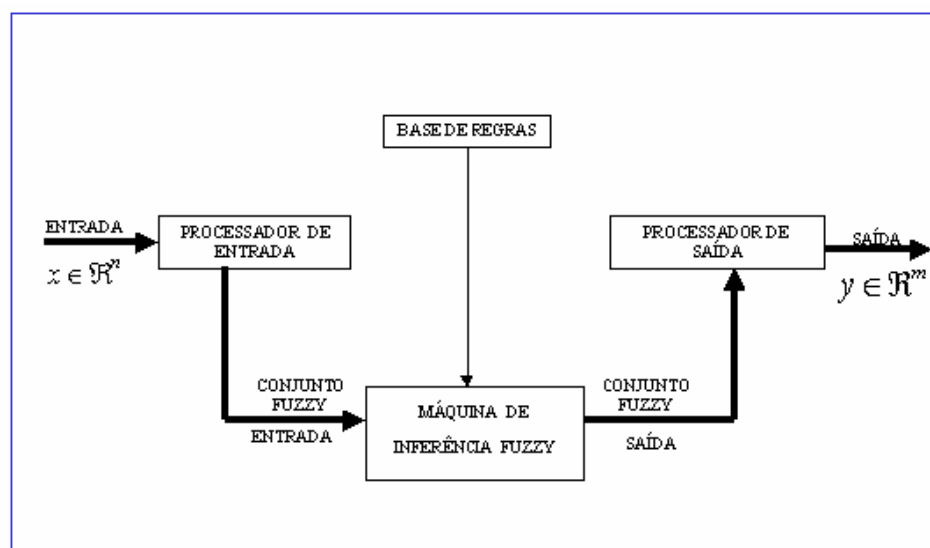 BASE DE REGRAS
ENTRADA
x ∈ ℜⁿ
PROCESSADOR DE
ENTRADA
PROCESSADOR DE
SAÍDA
SAÍDA
y ∈ ℜᵐ
CONJUNTO
FUZZY
ENTRADA
MÁQUINA DE
INFERÊNCIA FUZZY
CONJUNTO
FUZZY
SAÍDA